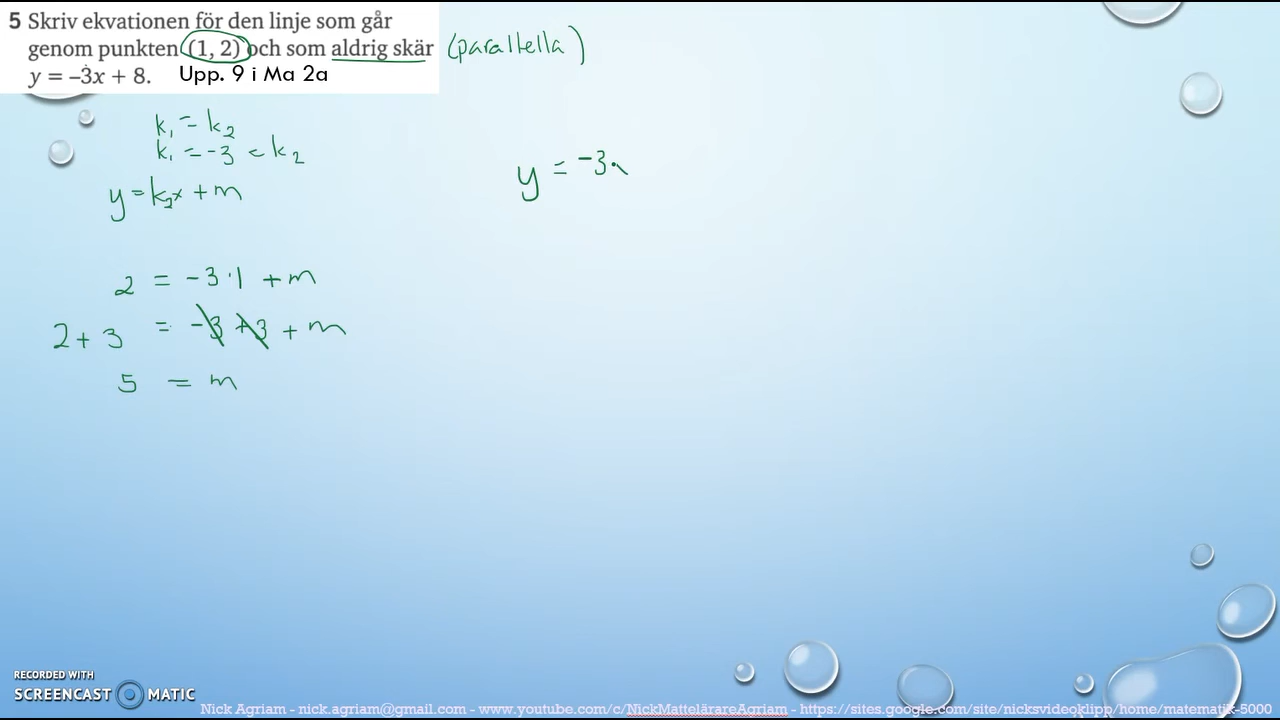 5 Skriv ekvationen för den linje som går
genom punkten (1, 2) och som aldrig skär (parallella)
y = –3x + 8. Upp. 9 i Ma 2a
k₁ = k₂
k₁ = -3 = k₂
y = k₂x + m
y = -3x
2 = -3·1 + m
2 + 3 = -3 + 3 + m
5 = m
RECORDED WITH
SCREENCAST O MATIC
Nick Agriam - nick.agriam@gmail.com - www.youtube.com/c/NickMattelärareAgriam - https://sites.google.com/site/nicksvideoklipp/home/matematik-5000